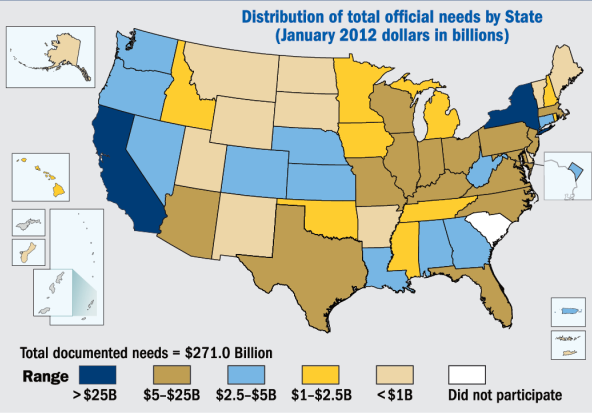 Distribution of total official needs by State
(January 2012 dollars in billions)
Total documented needs = $271.0 Billion
Range
> $25B
$5–$25B
$2.5–$5B
$1–$2.5B
< $1B
Did not participate